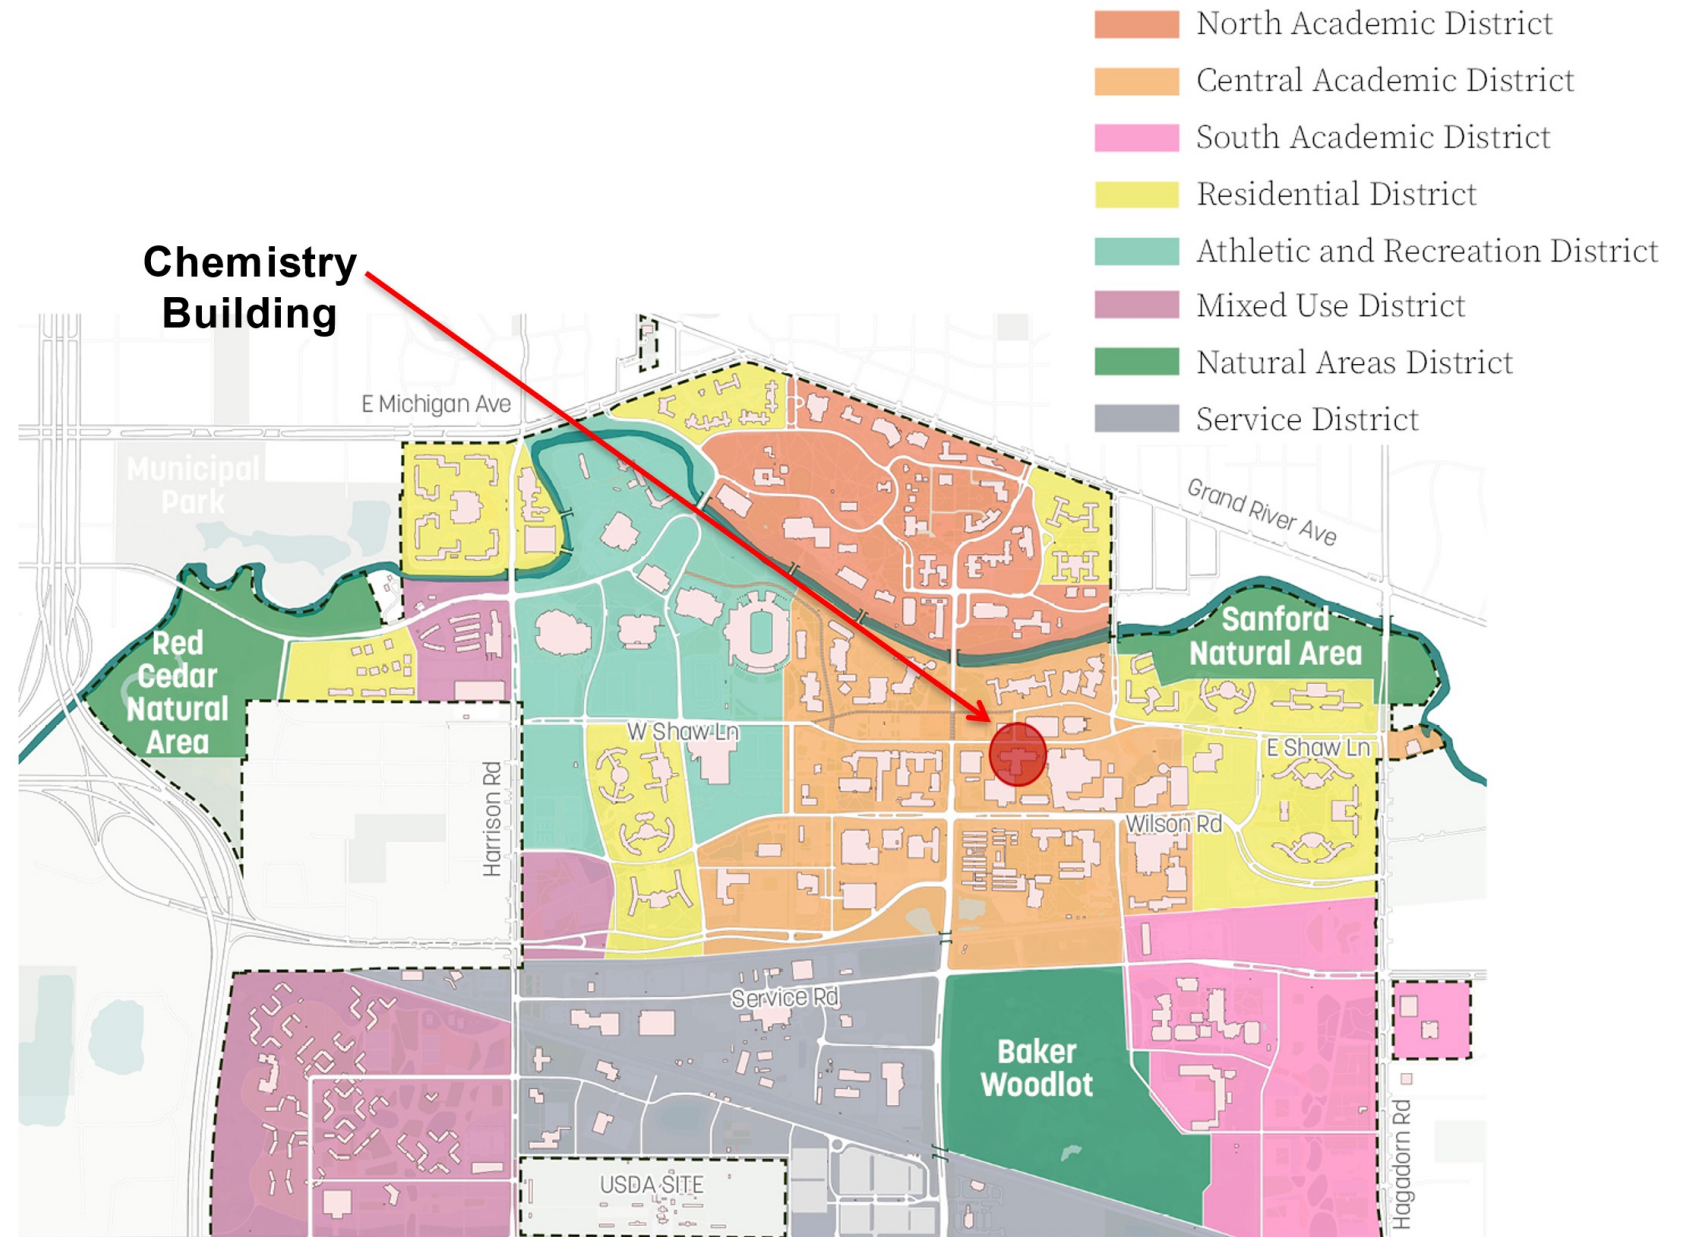 North Academic District
Central Academic District
South Academic District
Residential District
Athletic and Recreation District
Mixed Use District
Natural Areas District
Service District
Chemistry
Building
E Michigan Ave
Municipal
Park
Grand River Ave
Red
Cedar
Natural
Area
Sanford
Natural Area
W Shaw Ln
E Shaw Ln
Harrison Rd
Wilson Rd
Service Rd
Baker
Woodlot
Hagadorn Rd
USDA SITE